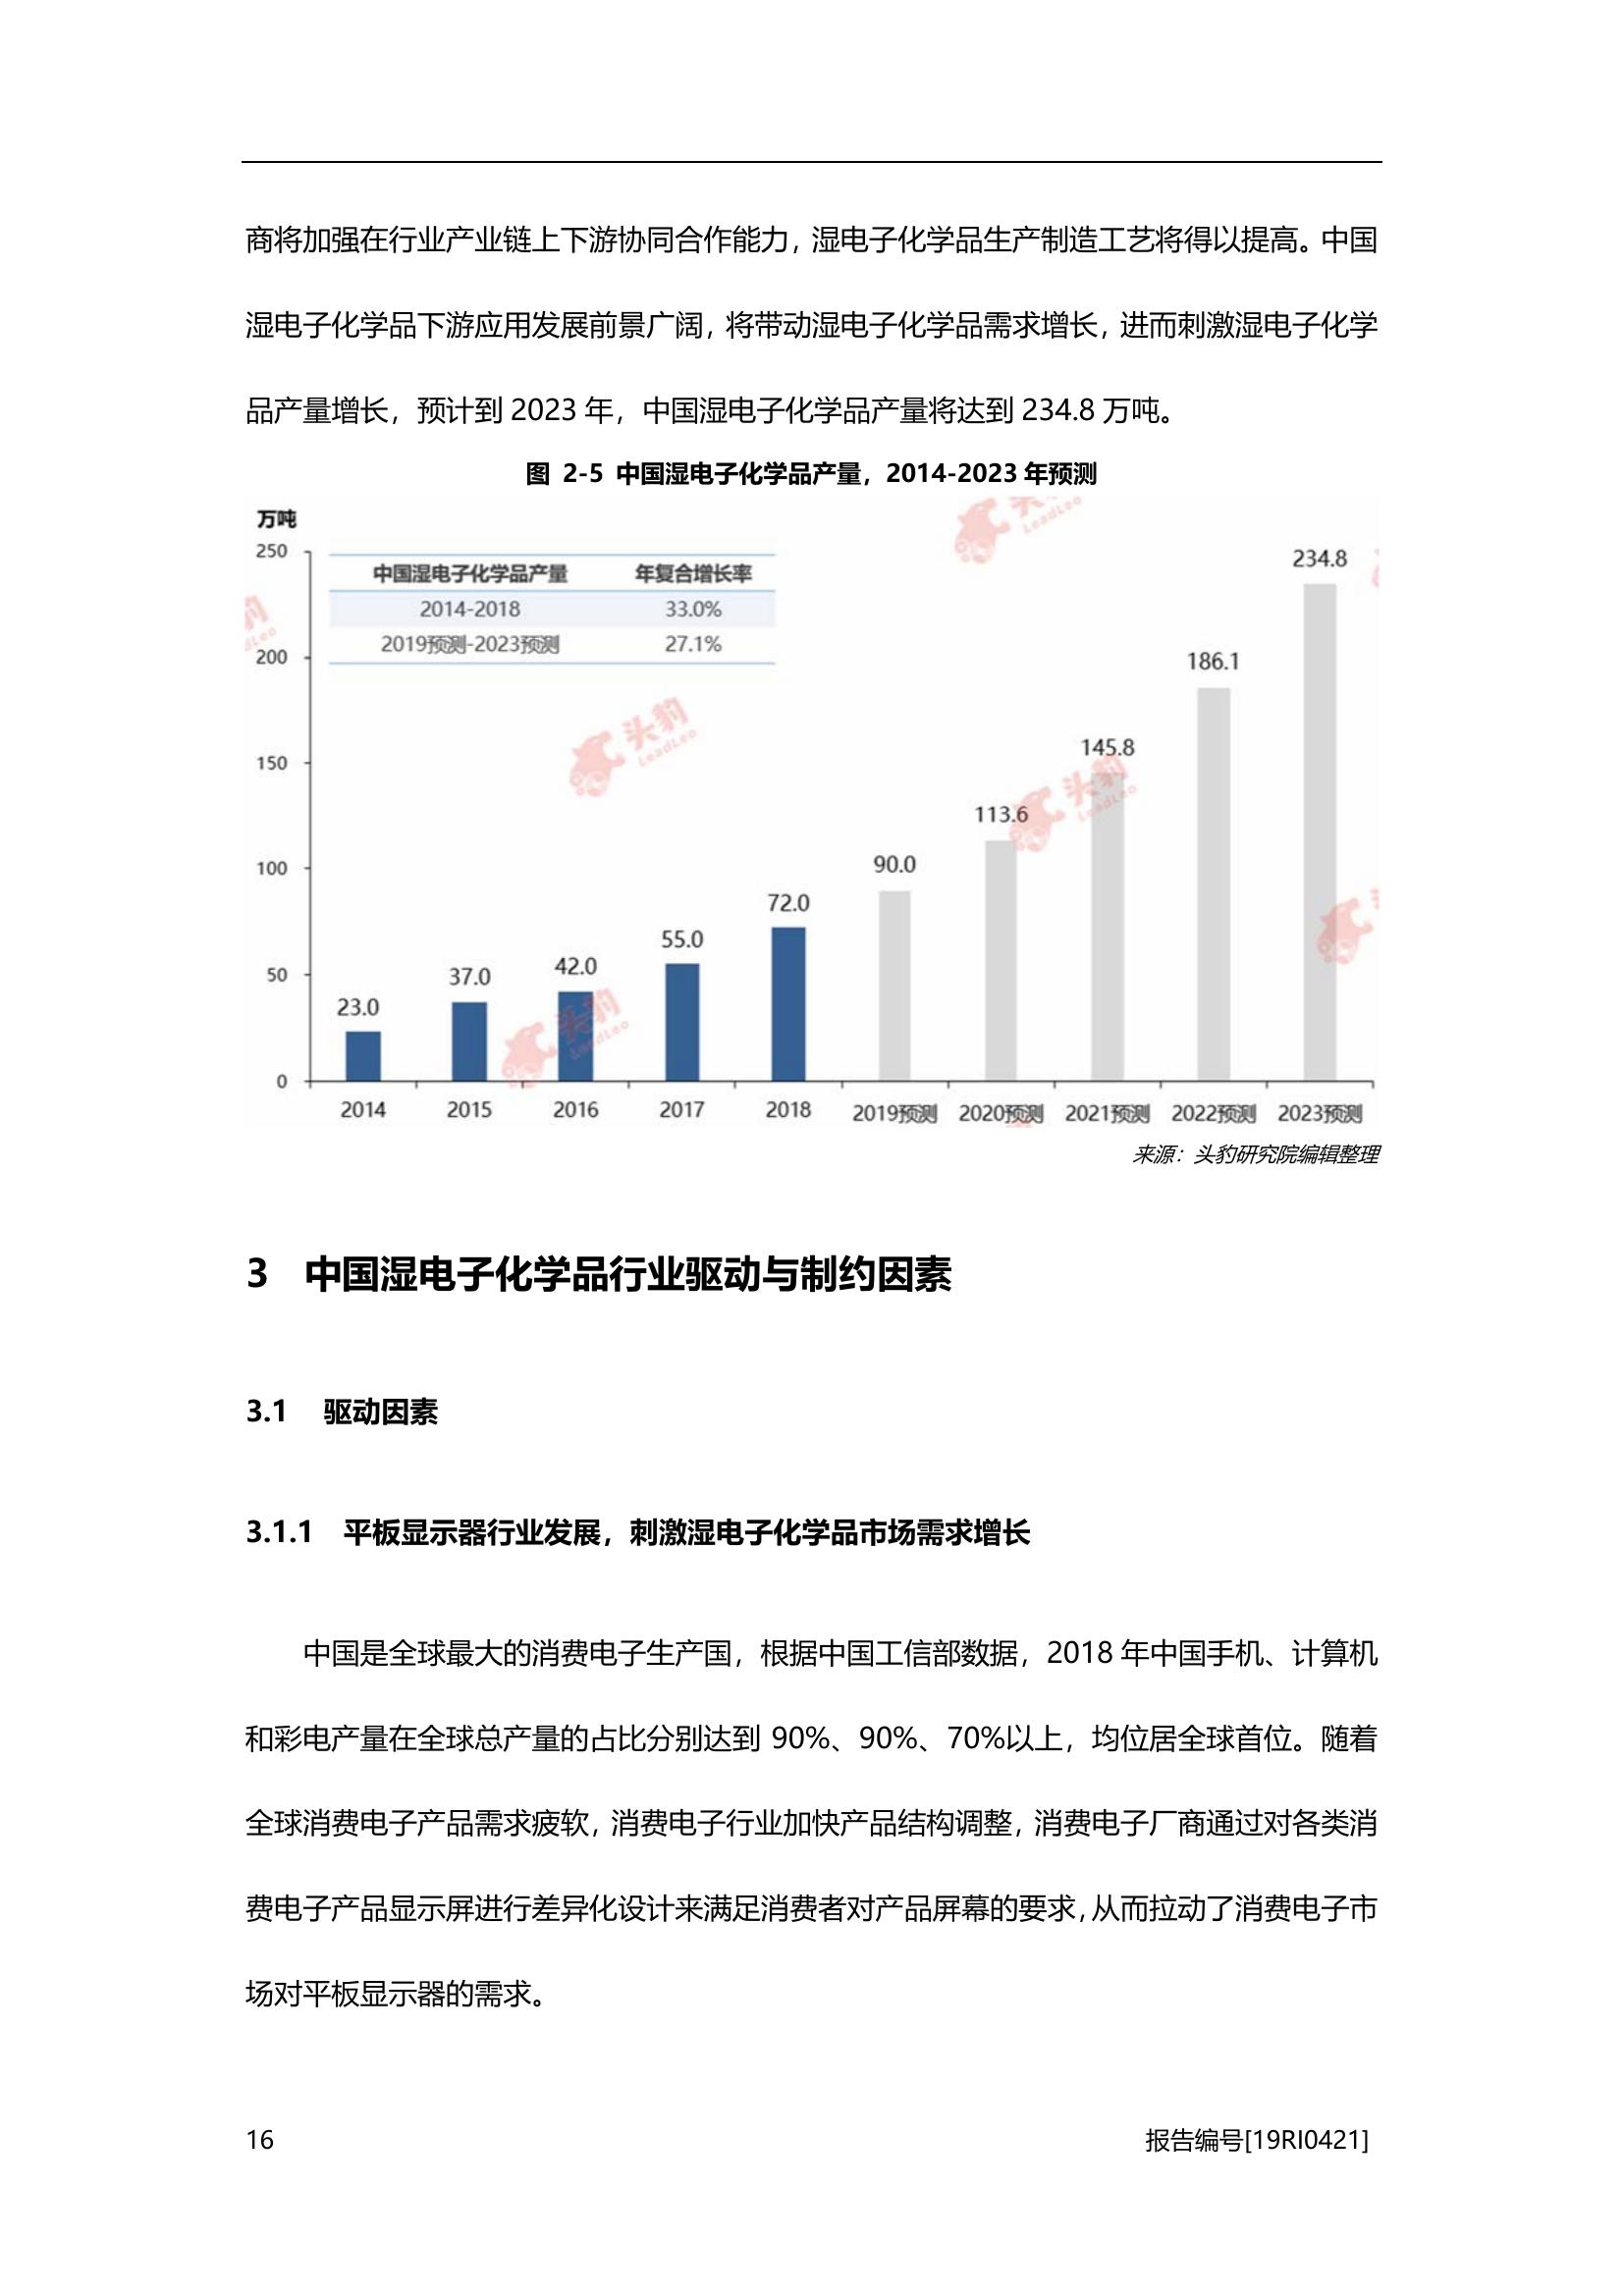 商将加强在行业产业链上下游协同合作能力，湿电子化学品生产制造工艺将得以提高。中国
湿电子化学品下游应用发展前景广阔，将带动湿电子化学品需求增长，进而刺激湿电子化学
品产量增长，预计到 2023 年，中国湿电子化学品产量将达到 234.8 万吨。
图 2-5 中国湿电子化学品产量，2014-2023 年预测
万吨
250
200
150
100
50
0
中国湿电子化学品产量 年复合增长率
2014-2018 33.0%
2019预测-2023预测 27.1%
23.0 37.0 42.0 55.0 72.0 90.0 113.6 145.8 186.1 234.8
2014 2015 2016 2017 2018 2019预测 2020预测 2021预测 2022预测 2023预测
头豹
LeadLeo
头豹
LeadLeo
头豹
LeadLeo
来源：头豹研究院编辑整理
3 中国湿电子化学品行业驱动与制约因素
3.1 驱动因素
3.1.1 平板显示器行业发展，刺激湿电子化学品市场需求增长
中国是全球最大的消费电子生产国，根据中国工信部数据，2018 年中国手机、计算机
和彩电产量在全球总产量的占比分别达到 90%、90%、70%以上，均位居全球首位。随着
全球消费电子产品需求疲软，消费电子行业加快产品结构调整，消费电子厂商通过对各类消
费电子产品显示屏进行差异化设计来满足消费者对产品屏幕的要求，从而拉动了消费电子市
场对平板显示器的需求。
16 报告编号[19RI0421]